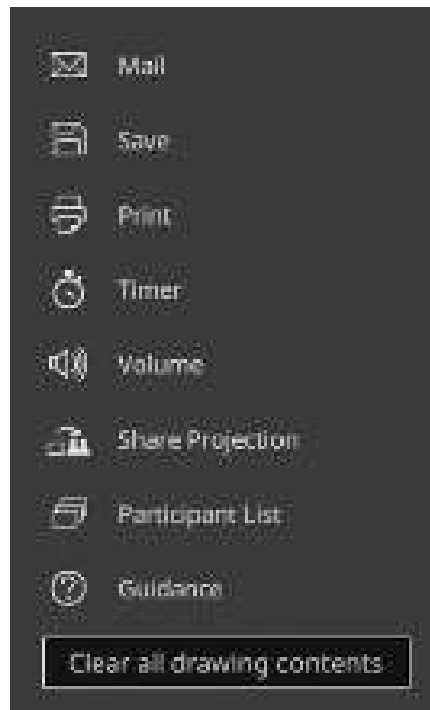 Mail
Save
Print
Timer
Volume
Share Projection
Participant List
Guidance
Clear all drawing contents